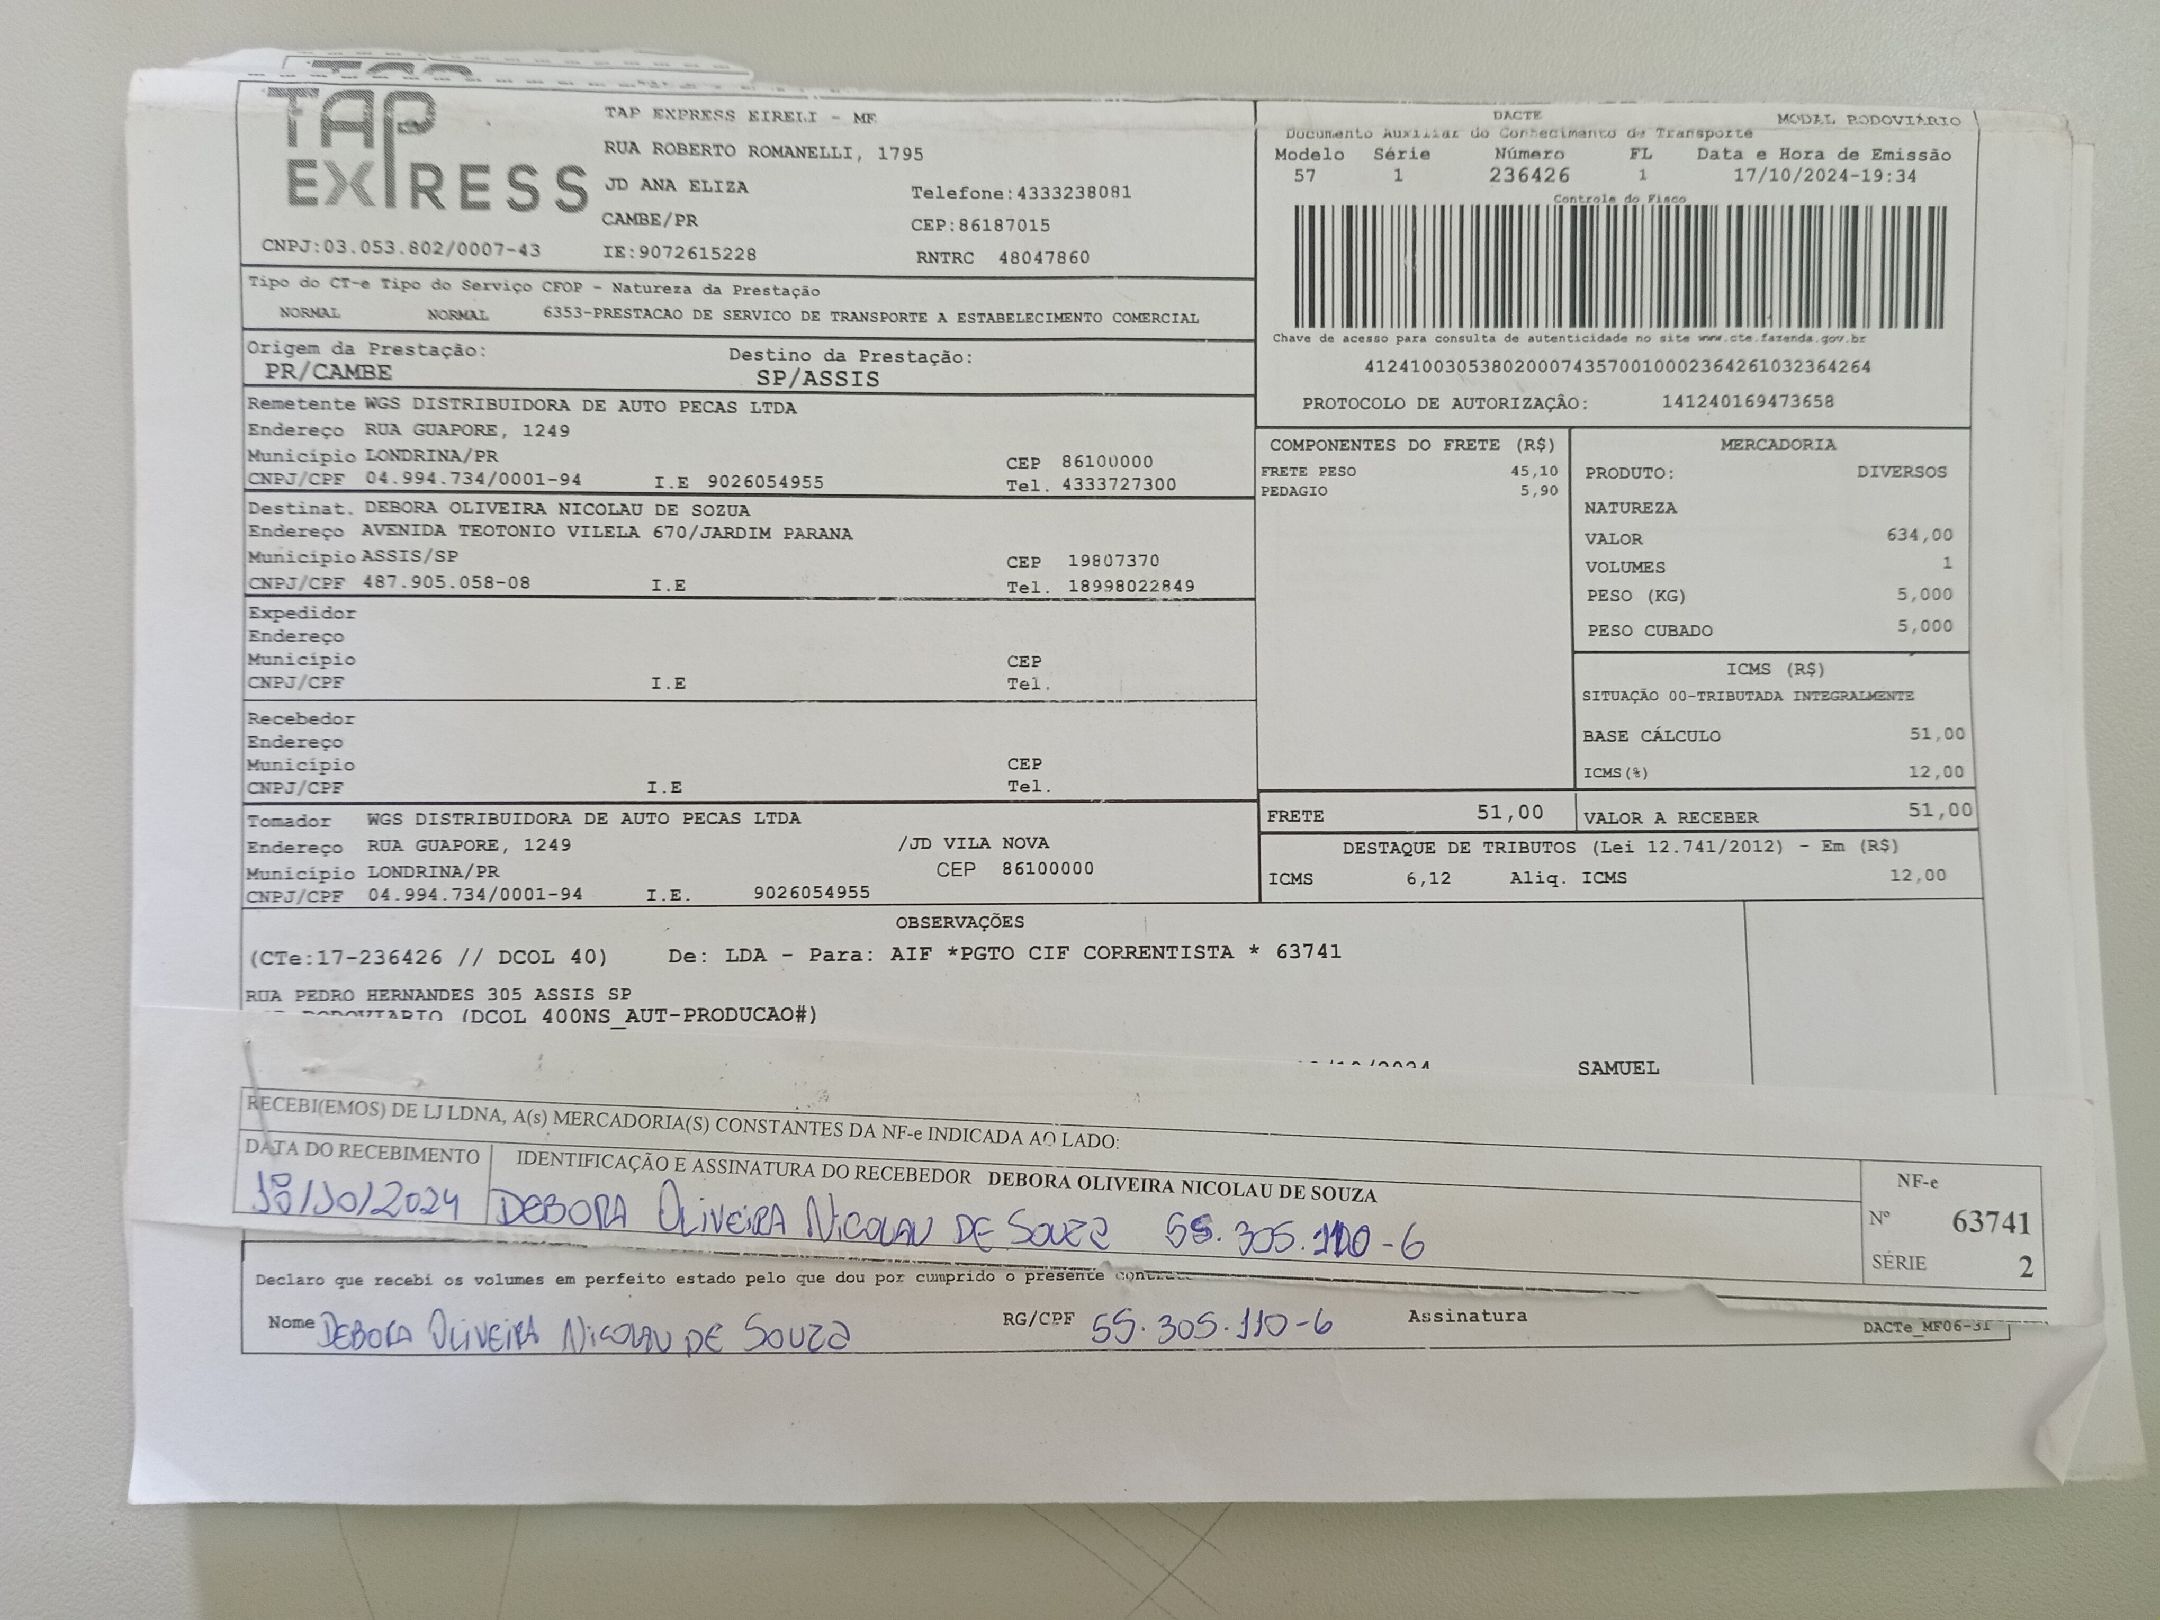 TAP EXPRESS
TAP EXPRESS EIRELI - ME
RUA ROBERTO ROMANELLI, 1795
JD ANA ELIZA Telefone:4333238081
CAMBE/PR CEP:86187015
CNPJ:03.053.802/0007-43 IE:9072615228 RNTRC 48047860
DACTE MODAL RODOVIÁRIO
Documento Auxiliar do Conhecimento de Transporte
Modelo Série Número FL Data e Hora de Emissão
57 1 236426 1 17/10/2024-19:34
Controle do Fisco
Chave de acesso para consulta de autenticidade no site www.cte.fazenda.gov.br
41241003053802000743570010002364261032364264
PROTOCOLO DE AUTORIZAÇÃO: 141240169473658
Tipo do CT-e Tipo do Serviço CFOP - Natureza da Prestação
NORMAL NORMAL 6353-PRESTACAO DE SERVICO DE TRANSPORTE A ESTABELECIMENTO COMERCIAL
Origem da Prestação: Destino da Prestação:
PR/CAMBE SP/ASSIS
Remetente WGS DISTRIBUIDORA DE AUTO PECAS LTDA
Endereço RUA GUAPORE, 1249
Município LONDRINA/PR CEP 86100000
CNPJ/CPF 04.994.734/0001-94 I.E 9026054955 Tel. 4333727300
Destinat. DEBORA OLIVEIRA NICOLAU DE SOZUA
Endereço AVENIDA TEOTONIO VILELA 670/JARDIM PARANA
Município ASSIS/SP CEP 19807370
CNPJ/CPF 487.905.058-08 I.E Tel. 18998022849
Expedidor
Endereço
Município CEP
CNPJ/CPF I.E Tel.
Recebedor
Endereço
Município CEP
CNPJ/CPF I.E Tel.
Tomador WGS DISTRIBUIDORA DE AUTO PECAS LTDA
Endereço RUA GUAPORE, 1249 /JD VILA NOVA
Município LONDRINA/PR CEP 86100000
CNPJ/CPF 04.994.734/0001-94 I.E. 9026054955
COMPONENTES DO FRETE (R$)
FRETE PESO 45,10
PEDAGIO 5,90
MERCADORIA
PRODUTO: DIVERSOS
NATUREZA
VALOR 634,00
VOLUMES 1
PESO (KG) 5,000
PESO CUBADO 5,000
ICMS (R$)
SITUAÇÃO 00-TRIBUTADA INTEGRALMENTE
BASE CÁLCULO 51,00
ICMS(%) 12,00
FRETE 51,00 VALOR A RECEBER 51,00
DESTAQUE DE TRIBUTOS (Lei 12.741/2012) - Em (R$)
ICMS 6,12 Aliq. ICMS 12,00
OBSERVAÇÕES
(CTe:17-236426 // DCOL 40) De: LDA - Para: AIF *PGTO CIF CORRENTISTA * 63741
RUA PEDRO HERNANDES 305 ASSIS SP
RODOVIARIO (DCOL 400NS_AUT-PRODUCAO#)
SAMUEL
RECEBI(EMOS) DE LJ LDNA, A(s) MERCADORIA(S) CONSTANTES DA NF-e INDICADA AO LADO:
DATA DO RECEBIMENTO IDENTIFICAÇÃO E ASSINATURA DO RECEBEDOR DEBORA OLIVEIRA NICOLAU DE SOUZA
18/10/2024 DEBORA OLIVEIRA NICOLAU DE SOUZA 55.305.110-6
NF-e
Nº 63741
SÉRIE 2
Declaro que recebi os volumes em perfeito estado pelo que dou por cumprido o presente
Nome DEBORA OLIVEIRA NICOLAU DE SOUZA RG/CPF 55.305.110-6 Assinatura
DACTe_MF06-31